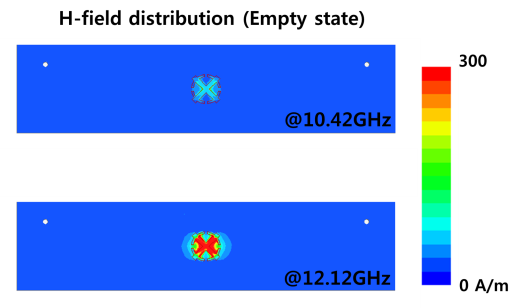 H-field distribution (Empty state)
@10.42GHz
@12.12GHz
300
0 A/m